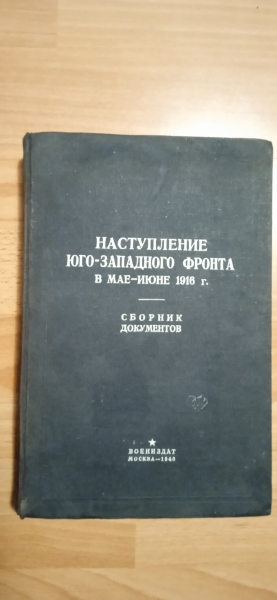 НАСТУПЛЕНИЕ
ЮГО-ЗАПАДНОГО ФРОНТА
В МАЕ-ИЮНЕ 1916 г.
СБОРНИК
ДОКУМЕНТОВ
ВОЕНИЗДАТ
МОСКВА—1940